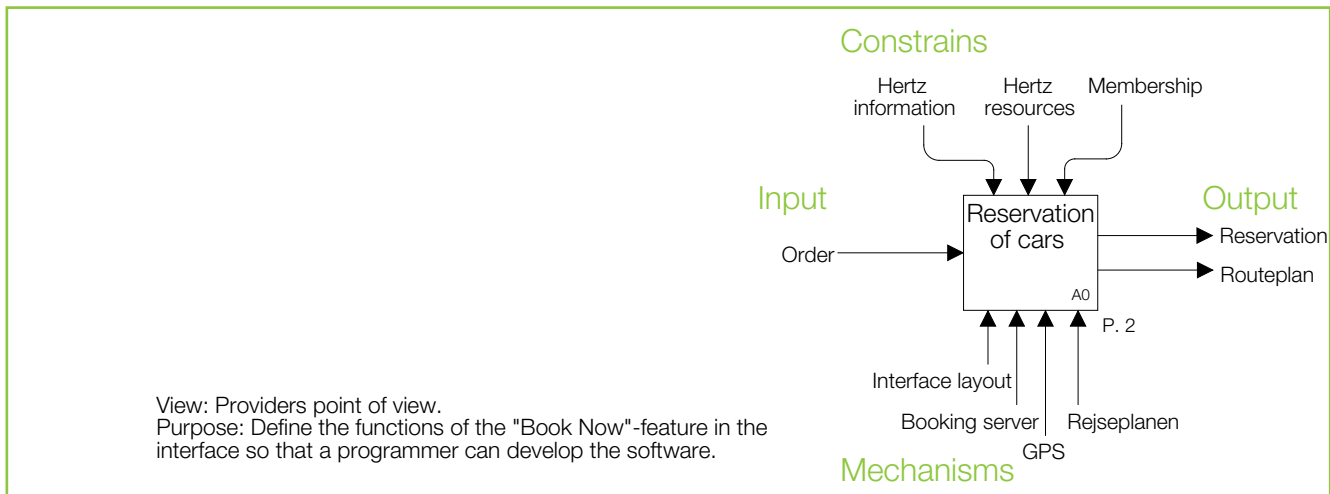 Constrains
Hertz
information
Hertz
resources
Membership
Input
Output
Reservation
of cars
Order
Reservation
Routeplan
A0
P. 2
Interface layout
Booking server
Rejseplanen
GPS
Mechanisms
View: Providers point of view.
Purpose: Define the functions of the "Book Now"-feature in the
interface so that a programmer can develop the software.